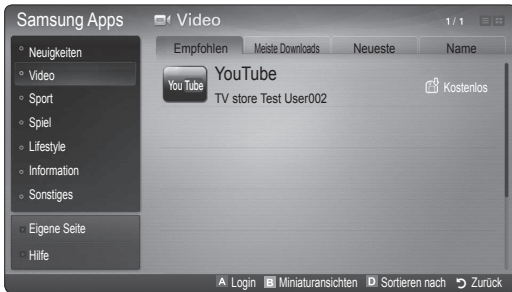 Samsung Apps
Video
1/1
Neuigkeiten
Video
Sport
Spiel
Lifestyle
Information
Sonstiges
Eigene Seite
Hilfe
Empfohlen Meiste Downloads Neueste Name
You Tube
YouTube
TV store Test User002
Kostenlos
A Login B Miniaturansichten D Sortieren nach Zurück